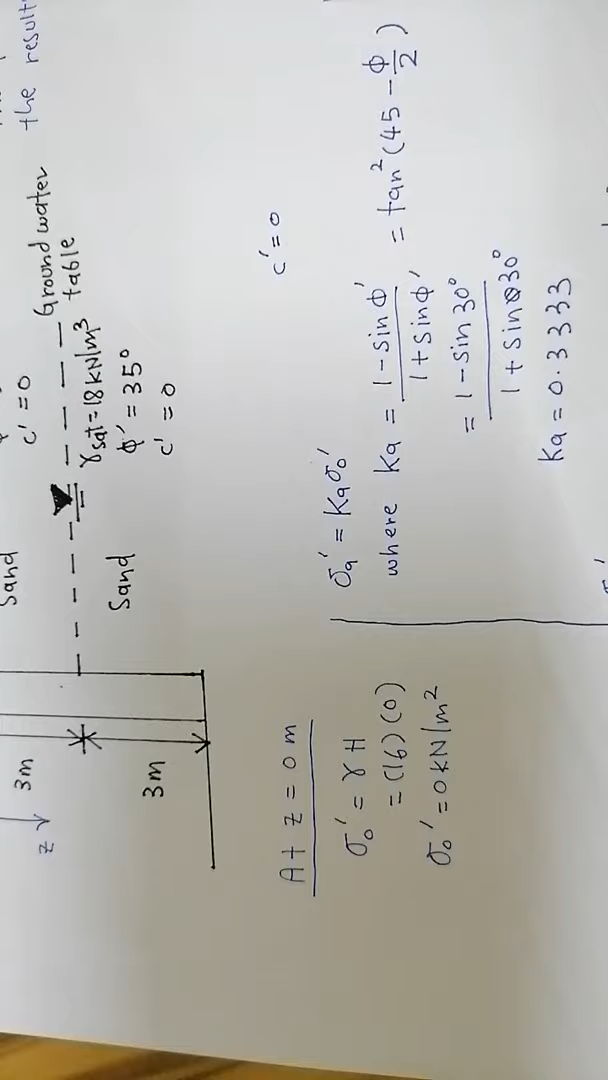 the result
c' = 0
Sand
Ground water
table
γsat = 18 kN/m³
ϕ' = 35°
c' = 0
Sand
3m
z
3m
At z = 0 m
σo' = γ H
= (16) (0)
σo' = 0 kN/m²
c' = 0
σa' = Ka σo'
where Ka = (1 - sin ϕ') / (1 + sin ϕ') = tan² (45 - ϕ/2)
= (1 - sin 30°) / (1 + sin 30°)
Ka = 0.3333